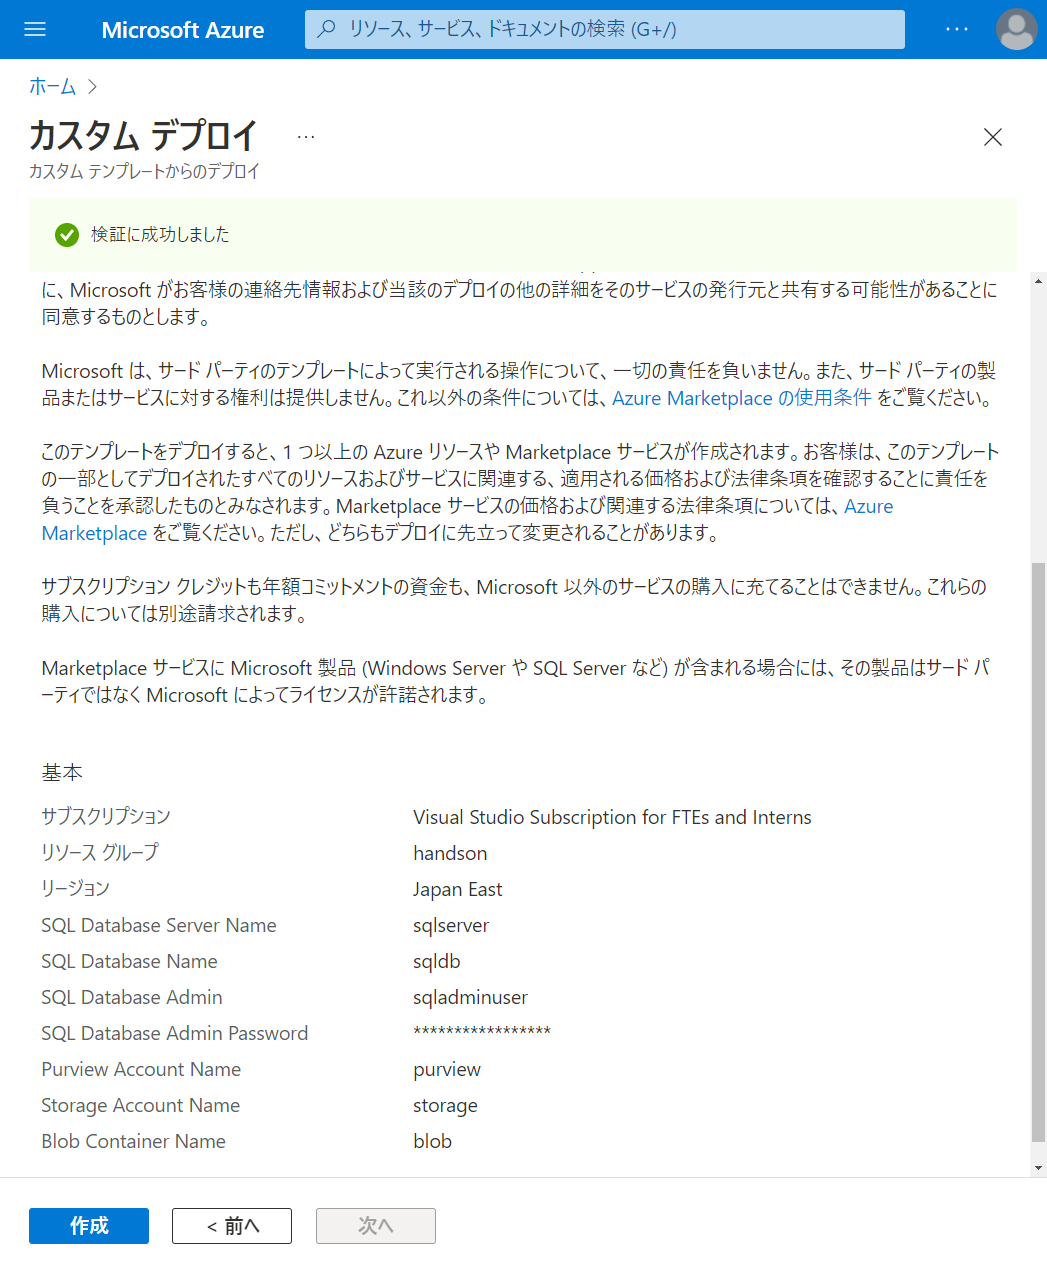 Microsoft Azure
リソース、サービス、ドキュメントの検索 (G+/)
ホーム
カスタム デプロイ
カスタム テンプレートからのデプロイ
検証に成功しました
に、Microsoft がお客様の連絡先情報および当該のデプロイの他の詳細をそのサービスの発行元と共有する可能性があることに
同意するものとします。
Microsoft は、サード パーティのテンプレートによって実行される操作について、一切の責任を負いません。また、サード パーティの製
品またはサービスに対する権利は提供しません。これ以外の条件については、Azure Marketplace の使用条件 をご覧ください。
このテンプレートをデプロイすると、1 つ以上の Azure リソースや Marketplace サービスが作成されます。お客様は、このテンプレート
の一部としてデプロイされたすべてのリソースおよびサービスに関連する、適用される価格および法律条項を確認することに責任を
負うことを承認したものとみなされます。Marketplace サービスの価格および関連する法律条項については、Azure
Marketplace をご覧ください。ただし、どちらもデプロイに先立って変更されることがあります。
サブスクリプション クレジットも年額コミットメントの資金も、Microsoft 以外のサービスの購入に充てることはできません。これらの
購入については別途請求されます。
Marketplace サービスに Microsoft 製品 (Windows Server や SQL Server など) が含まれる場合には、その製品はサード パ
ーティではなく Microsoft によってライセンスが許諾されます。
基本
サブスクリプション Visual Studio Subscription for FTEs and Interns
リソース グループ handson
リージョン Japan East
SQL Database Server Name sqlserver
SQL Database Name sqldb
SQL Database Admin sqladminuser
SQL Database Admin Password *****************
Purview Account Name purview
Storage Account Name storage
Blob Container Name blob
作成 < 前へ 次へ